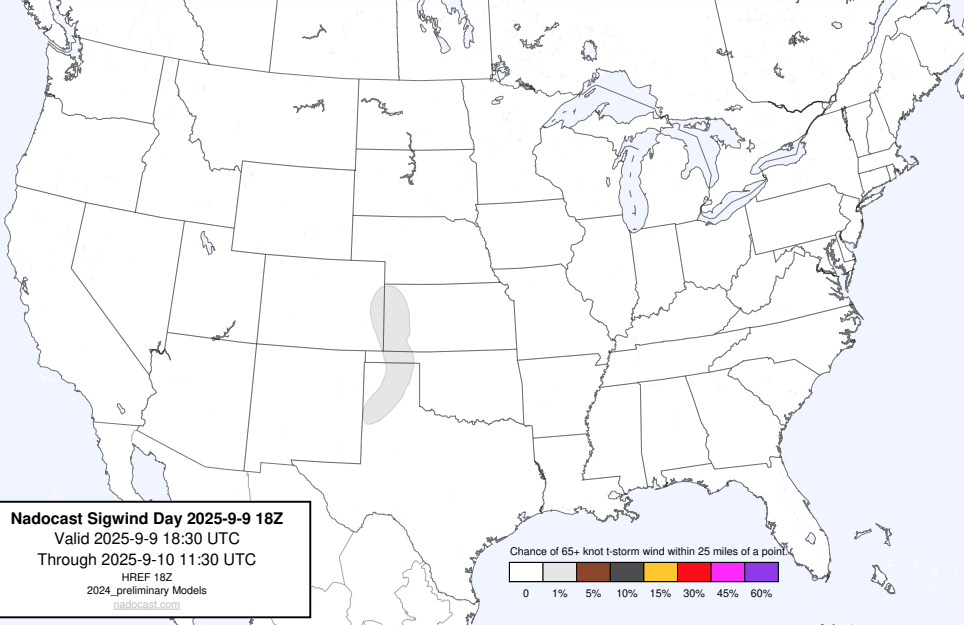 Nadocast Sigwind Day 2025-9-9 18Z
Valid 2025-9-9 18:30 UTC
Through 2025-9-10 11:30 UTC
HREF 18Z
2024_preliminary Models
nadocast.com
Chance of 65+ knot t-storm wind within 25 miles of a point.
0 1% 5% 10% 15% 30% 45% 60%